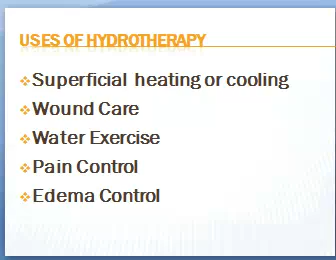 USES OF HYDROTHERAPY
Superficial heating or cooling
Wound Care
Water Exercise
Pain Control
Edema Control